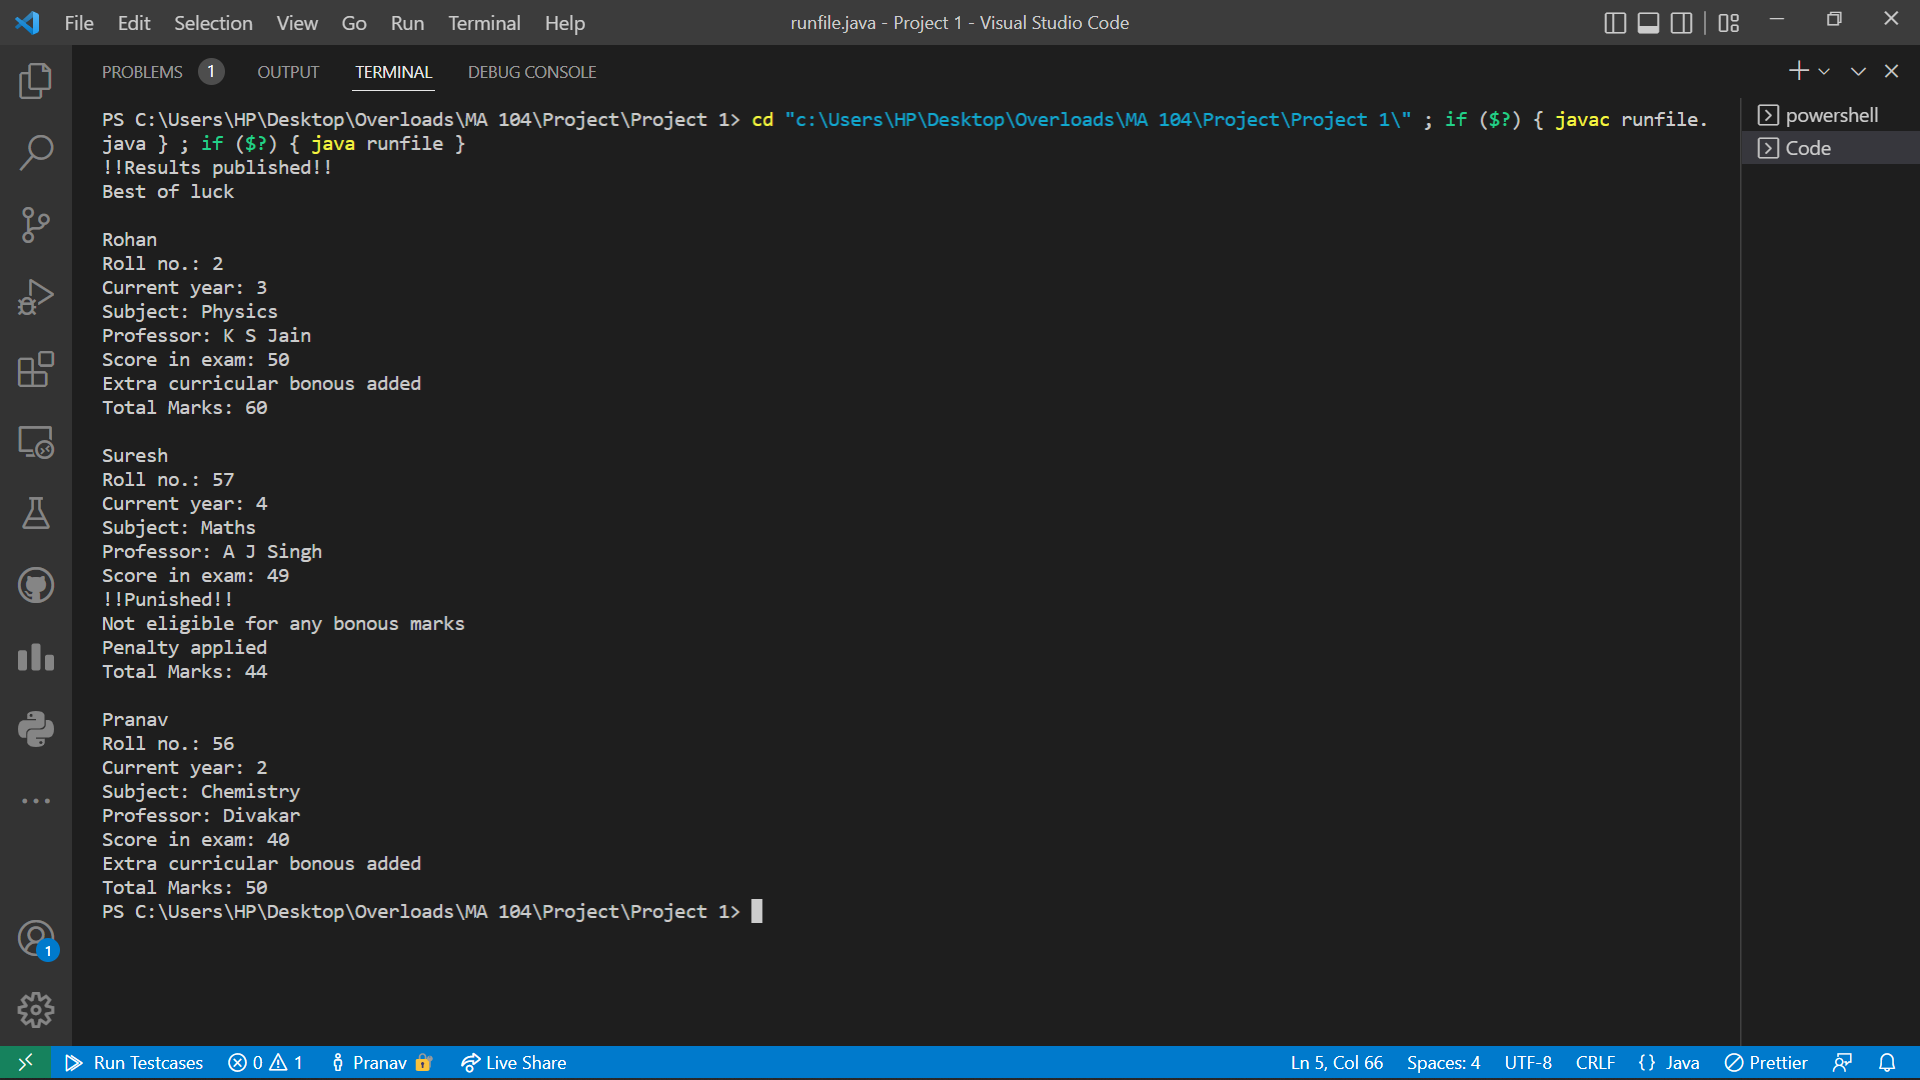 File Edit Selection View Go Run Terminal Help
runfile.java - Project 1 - Visual Studio Code
PROBLEMS 1 OUTPUT TERMINAL DEBUG CONSOLE
PS C:\Users\HP\Desktop\Overloads\MA 104\Project\Project 1> cd "c:\Users\HP\Desktop\Overloads\MA 104\Project\Project 1\" ; if ($?) { javac runfile.
java } ; if ($?) { java runfile }
!!Results published!!
Best of luck
Rohan
Roll no.: 2
Current year: 3
Subject: Physics
Professor: K S Jain
Score in exam: 50
Extra curricular bonous added
Total Marks: 60
Suresh
Roll no.: 57
Current year: 4
Subject: Maths
Professor: A J Singh
Score in exam: 49
!!Punished!!
Not eligible for any bonous marks
Penalty applied
Total Marks: 44
Pranav
Roll no.: 56
Current year: 2
Subject: Chemistry
Professor: Divakar
Score in exam: 40
Extra curricular bonous added
Total Marks: 50
PS C:\Users\HP\Desktop\Overloads\MA 104\Project\Project 1>
powershell
Code
1
Run Testcases 0 1 Pranav Live Share Ln 5, Col 66 Spaces: 4 UTF-8 CRLF {} Java Prettier